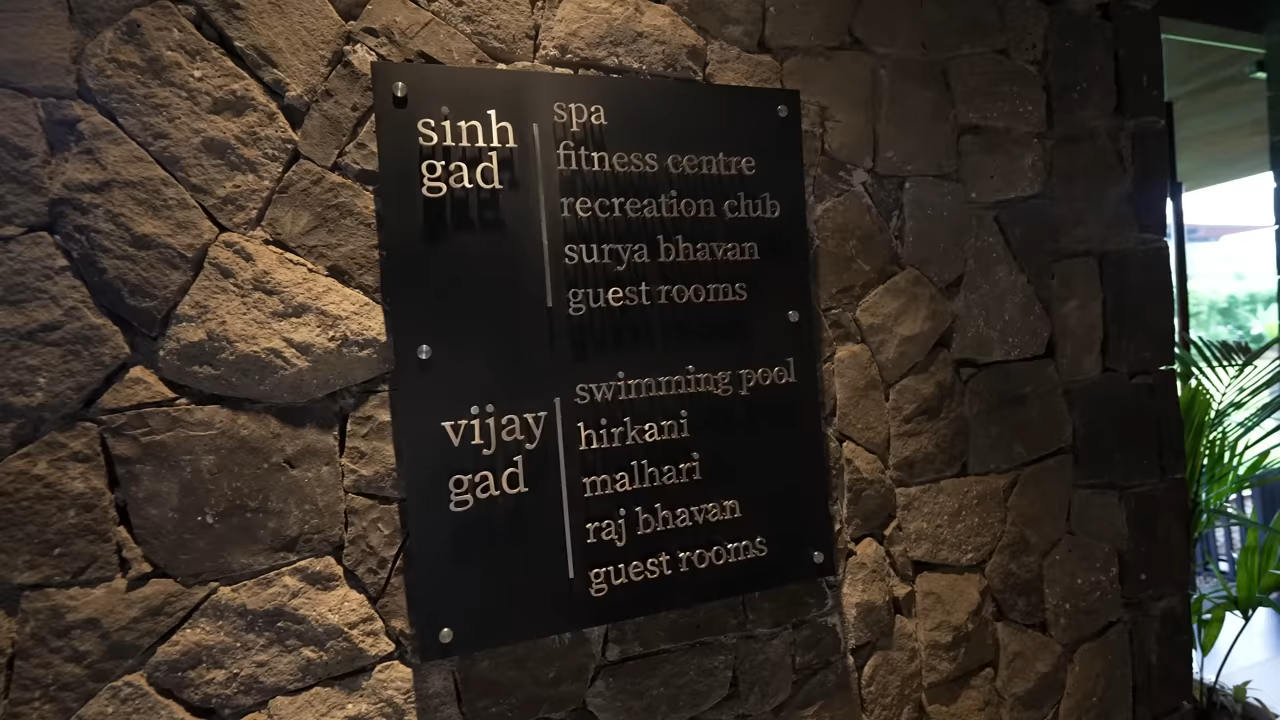 sinh
gad
spa
fitness centre
recreation club
surya bhavan
guest rooms
vijay
gad
swimming pool
hirkani
malhari
raj bhavan
guest rooms